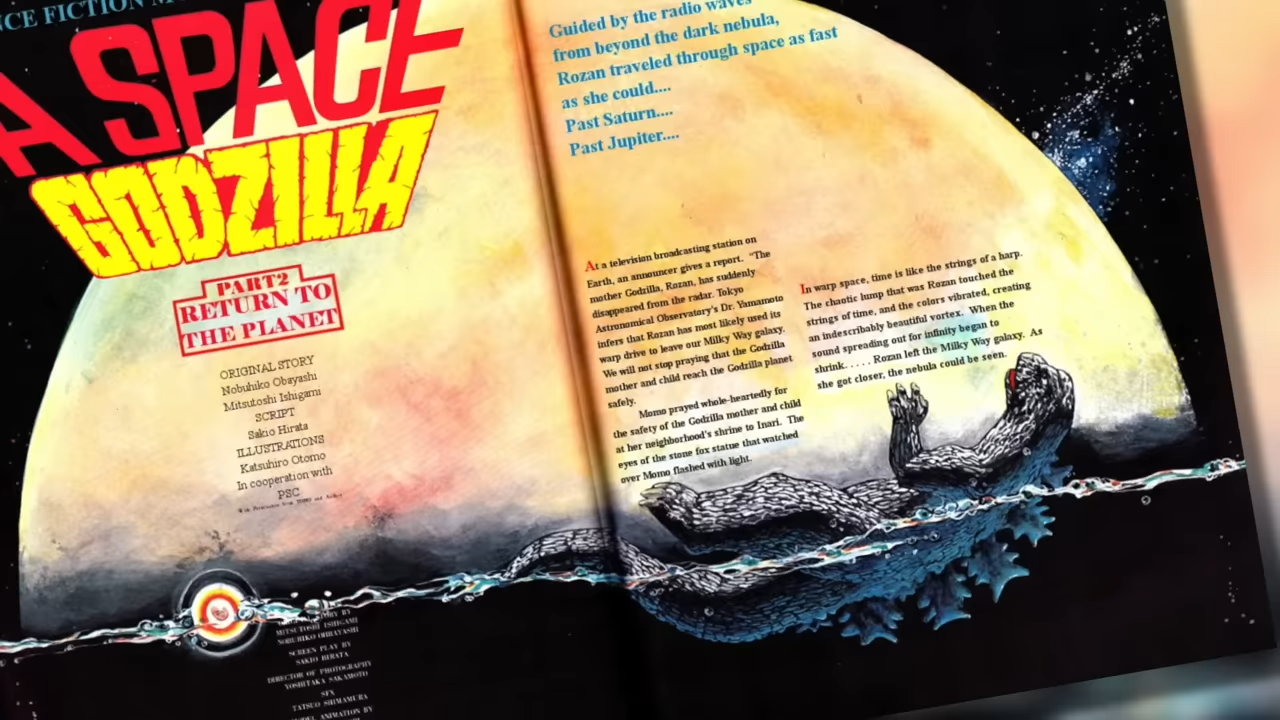 NCE FICTION
A SPACE
GODZILLA
PART2
RETURN TO
THE PLANET
ORIGINAL STORY
Nobuhiko Obayashi
Mitsutoshi Ishigami
SCRIPT
Sakio Hirata
ILLUSTRATIONS
Katsuhiro Otomo
In cooperation with
PSC
MITSUTOSHI ISHIGAMI
NOBUHIKO OHBAYASHI
SCREEN PLAY BY
SAKIO HIRATA
DIRECTOR OF PHOTOGRAPHY
YOSHITAKA SAKAMOTO
SFX
TATSUO SHIMAMURA
MODEL ANIMATION BY
Guided by the radio waves
from beyond the dark nebula,
Rozan traveled through space as fast
as she could....
Past Saturn....
Past Jupiter....
At a television broadcasting station on
Earth, an announcer gives a report. "The
mother Godzilla, Rozan, has suddenly
disappeared from the radar. Tokyo
Astronomical Observatory's Dr. Yamamoto
infers that Rozan has most likely used its
warp drive to leave our Milky Way galaxy.
We will not stop praying that the Godzilla
mother and child reach the Godzilla planet
safely.
Momo prayed whole-heartedly for
the safety of the Godzilla mother and child
at her neighborhood's shrine to Inari. The
eyes of the stone fox statue that watched
over Momo flashed with light.
In warp space, time is like the strings of a harp.
The chaotic lump that was Rozan touched the
strings of time, and the colors vibrated, creating
an indescribably beautiful vortex. When the
sound spreading out for infinity began to
shrink. . . . . Rozan left the Milky Way galaxy. As
she got closer, the nebula could be seen.